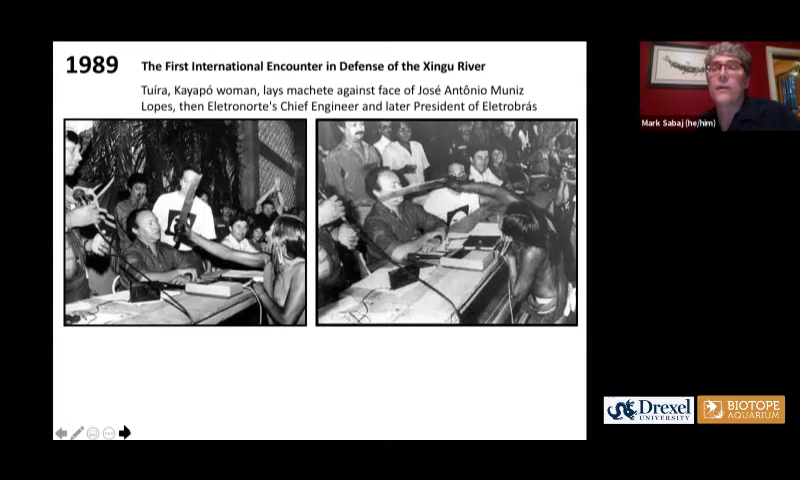 1989
The First International Encounter in Defense of the Xingu River
Tuíra, Kayapó woman, lays machete against face of José Antônio Muniz
Lopes, then Eletronorte's Chief Engineer and later President of Eletrobrás
Mark Sabaj (he/him)
Drexel
UNIVERSITY
BIOTOPE
AQUARIUM